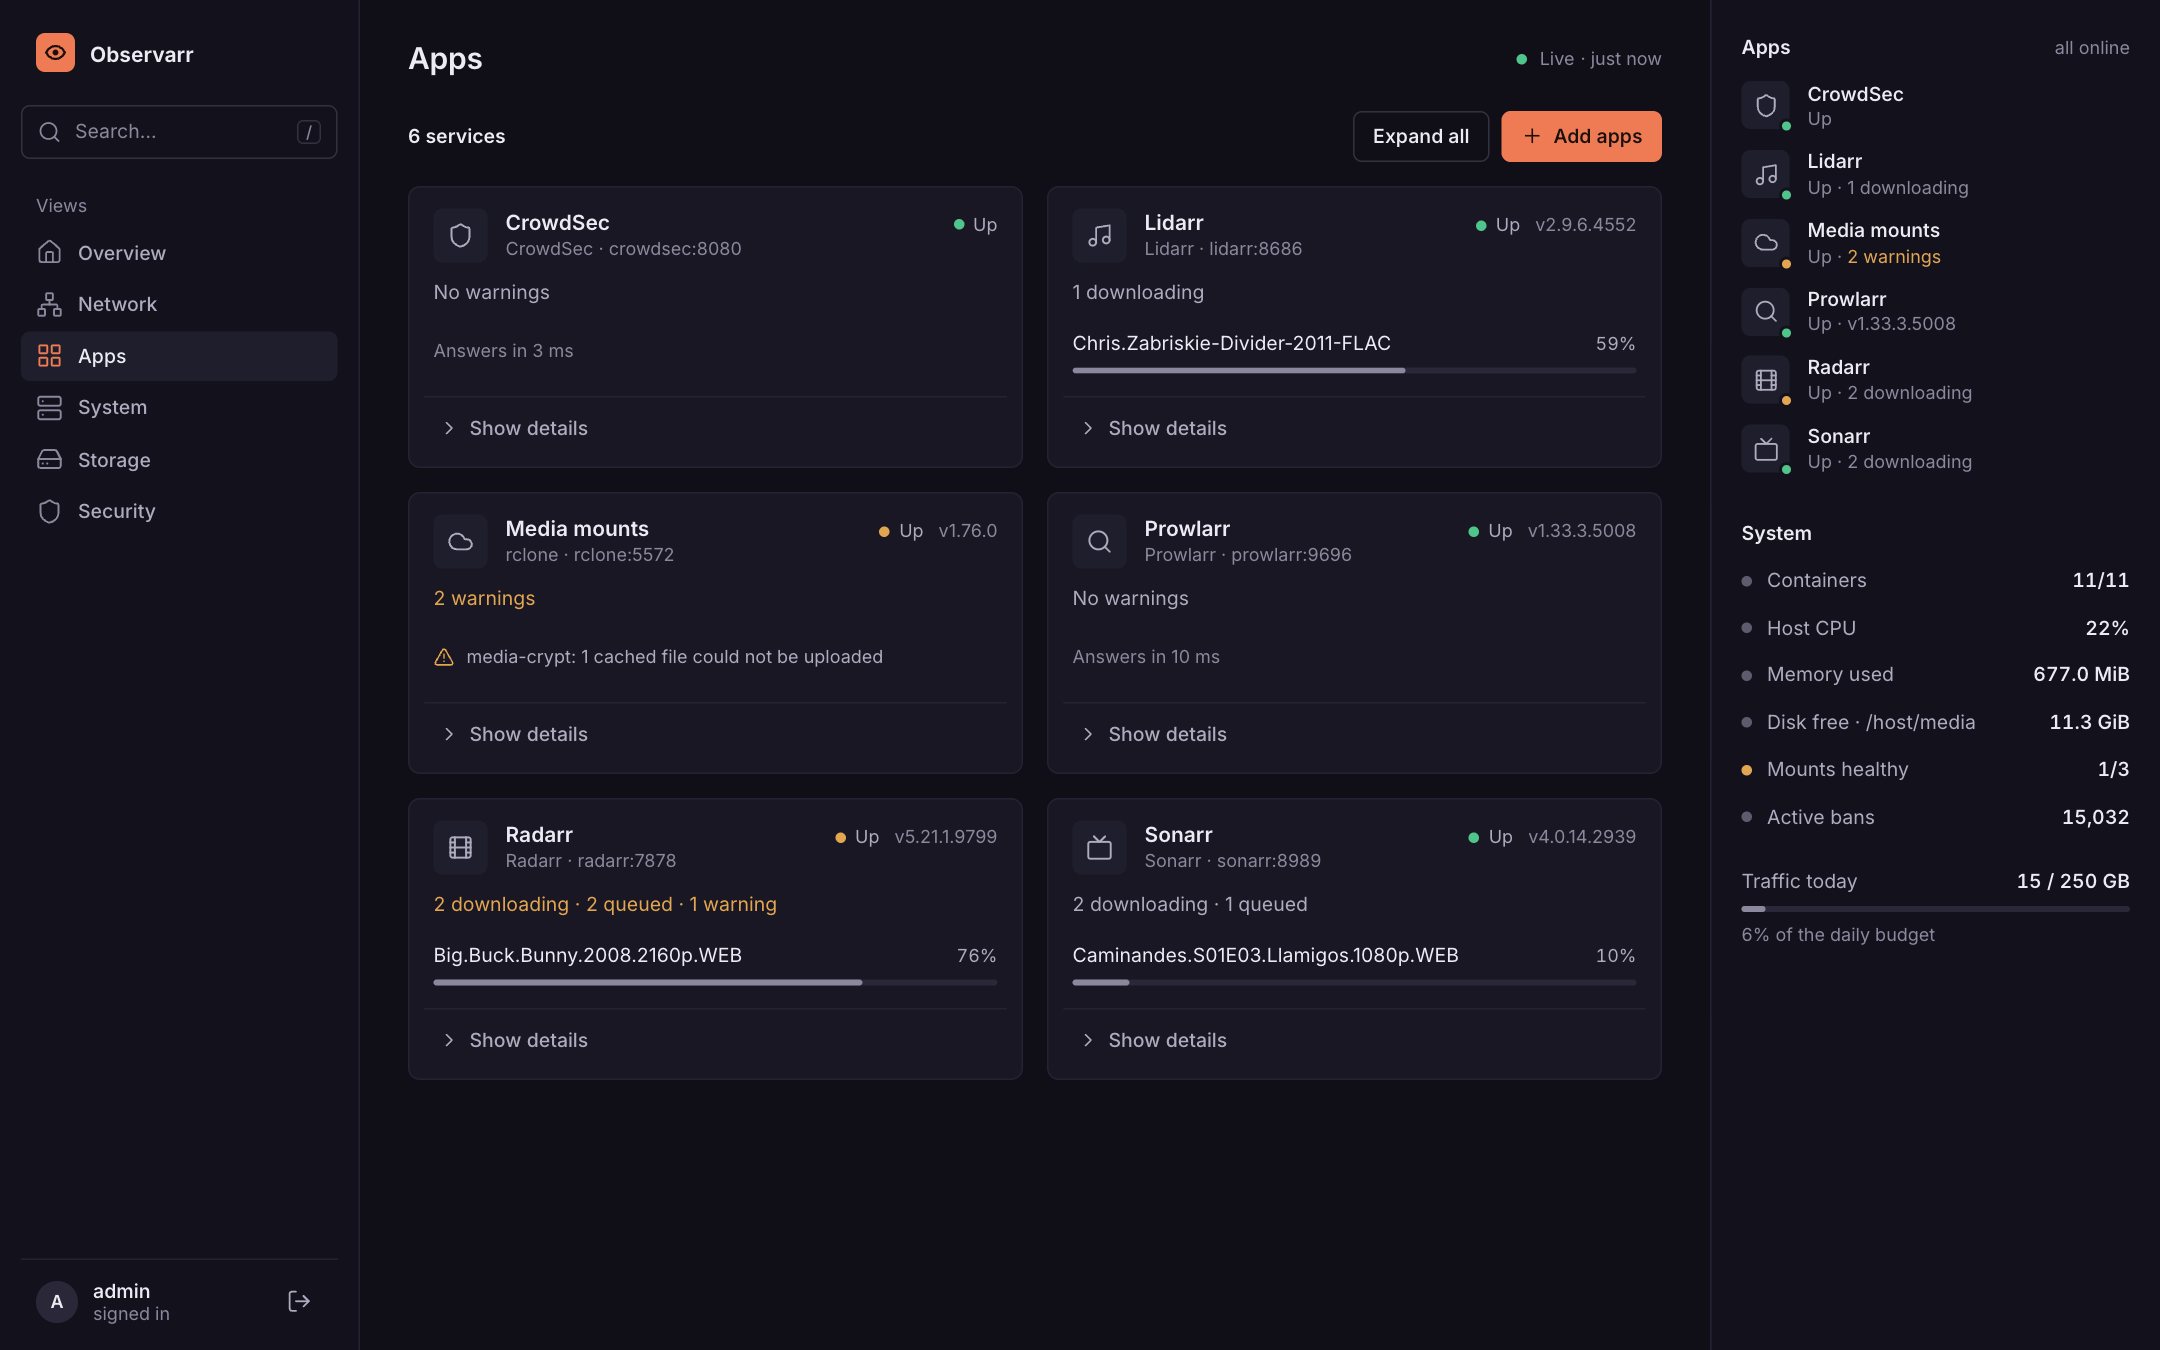 Observarr
Search...
/
Views
Overview
Network
Apps
System
Storage
Security
A
admin
signed in
Apps
Live · just now
6 services
Expand all
Add apps
CrowdSec
Up
CrowdSec · crowdsec:8080
No warnings
Answers in 3 ms
Show details
Lidarr
Up v2.9.6.4552
Lidarr · lidarr:8686
1 downloading
Chris.Zabriskie-Divider-2011-FLAC 59%
Show details
Media mounts
Up v1.76.0
rclone · rclone:5572
2 warnings
media-crypt: 1 cached file could not be uploaded
Show details
Prowlarr
Up v1.33.3.5008
Prowlarr · prowlarr:9696
No warnings
Answers in 10 ms
Show details
Radarr
Up v5.21.1.9799
Radarr · radarr:7878
2 downloading · 2 queued · 1 warning
Big.Buck.Bunny.2008.2160p.WEB 76%
Show details
Sonarr
Up v4.0.14.2939
Sonarr · sonarr:8989
2 downloading · 1 queued
Caminandes.S01E03.Llamigos.1080p.WEB 10%
Show details
Apps all online
CrowdSec
Up
Lidarr
Up · 1 downloading
Media mounts
Up · 2 warnings
Prowlarr
Up · v1.33.3.5008
Radarr
Up · 2 downloading
Sonarr
Up · 2 downloading
System
Containers 11/11
Host CPU 22%
Memory used 677.0 MiB
Disk free · /host/media 11.3 GiB
Mounts healthy 1/3
Active bans 15,032
Traffic today 15 / 250 GB
6% of the daily budget